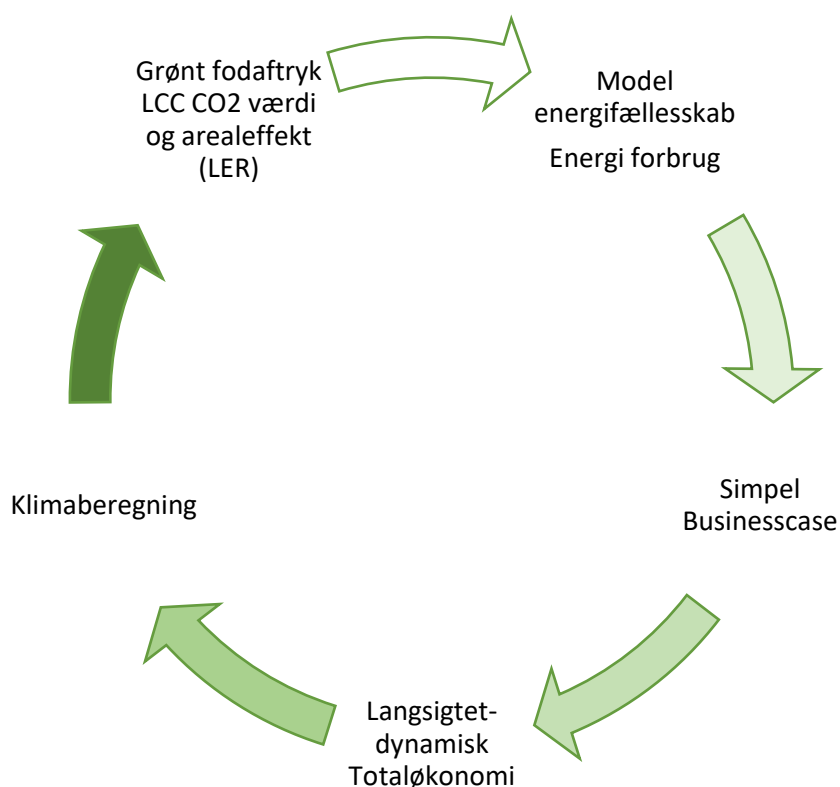 Grønt fodaftryk
LCC CO2 værdi
og arealeffekt
(LER)
Model
energifællesskab
Energi forbrug
Simpel
Businesscase
Langsigtet-
dynamisk
Totaløkonomi
Klimaberegning